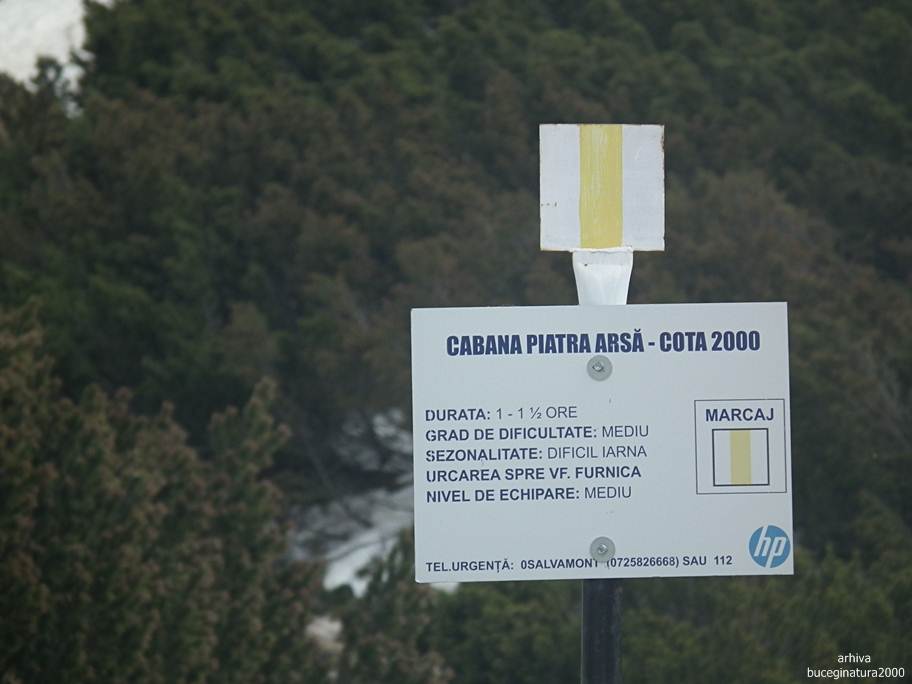 CABANA PIATRA ARSĂ - COTA 2000
DURATA: 1 - 1 ½ ORE
GRAD DE DIFICULTATE: MEDIU
SEZONALITATE: DIFICIL IARNA
URCAREA SPRE VF. FURNICA
NIVEL DE ECHIPARE: MEDIU
MARCAJ
hp
TEL.URGENȚĂ: 0SALVAMONT (0725826668) SAU 112
arhiva
buceginatura2000